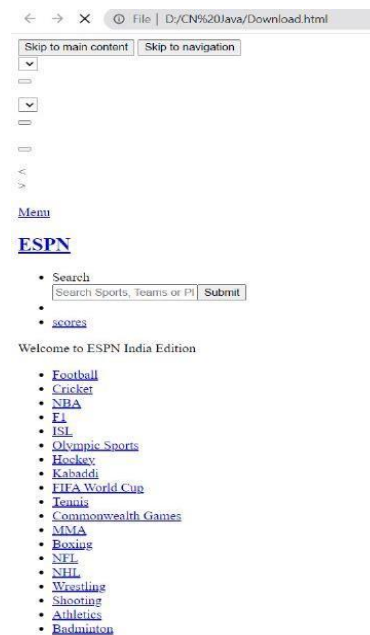 File | D:/CN%20Java/Download.html
Skip to main content Skip to navigation
<
>
Menu
ESPN
Search
Search Sports, Teams or Pl Submit
scores
Welcome to ESPN India Edition
Football
Cricket
NBA
F1
ISL
Olympic Sports
Hockey
Kabaddi
FIFA World Cup
Tennis
Commonwealth Games
MMA
Boxing
NFL
NHL
Wrestling
Shooting
Athletics
Badminton